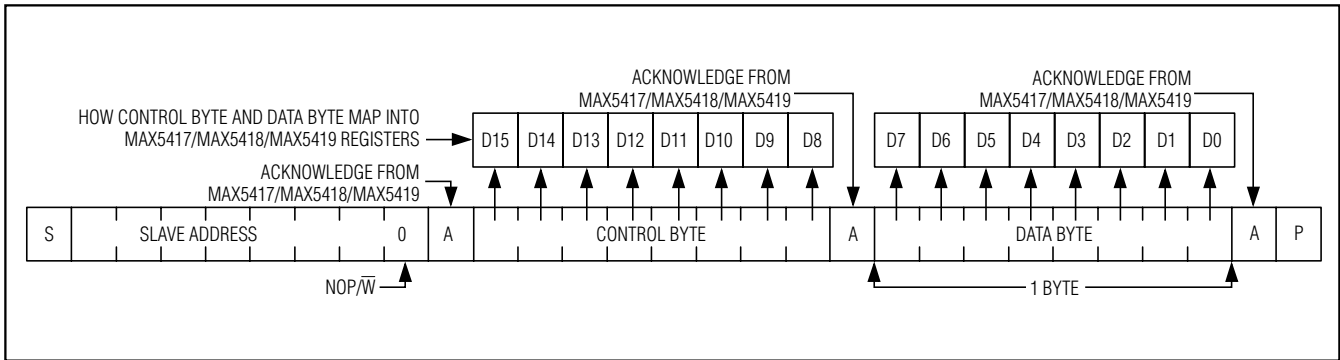 ACKNOWLEDGE FROM
MAX5417/MAX5418/MAX5419
ACKNOWLEDGE FROM
MAX5417/MAX5418/MAX5419
HOW CONTROL BYTE AND DATA BYTE MAP INTO
MAX5417/MAX5418/MAX5419 REGISTERS
D15 D14 D13 D12 D11 D10 D9 D8 D7 D6 D5 D4 D3 D2 D1 D0
ACKNOWLEDGE FROM
MAX5417/MAX5418/MAX5419
S SLAVE ADDRESS 0 A CONTROL BYTE A DATA BYTE A P
NOP/W̅ 1 BYTE